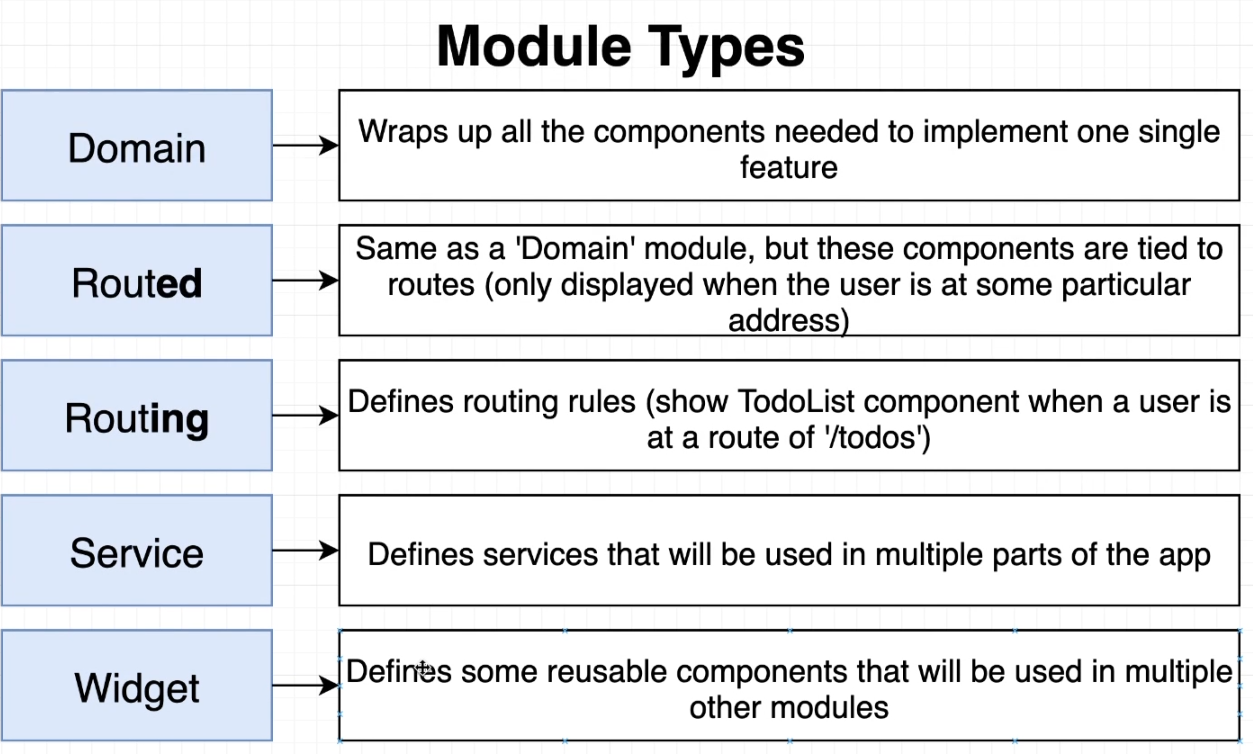 Module Types
Domain
Wraps up all the components needed to implement one single
feature
Routed
Same as a 'Domain' module, but these components are tied to
routes (only displayed when the user is at some particular
address)
Routing
Defines routing rules (show TodoList component when a user is
at a route of '/todos')
Service
Defines services that will be used in multiple parts of the app
Widget
Defines some reusable components that will be used in multiple
other modules